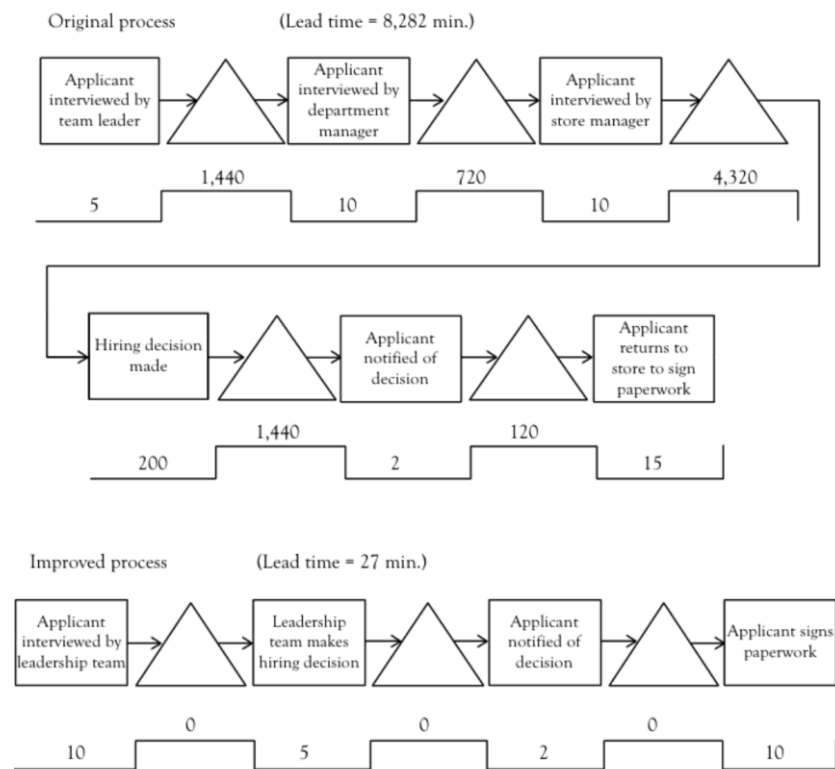 Original process (Lead time = 8,282 min.)
Applicant
interviewed by
team leader
Applicant
interviewed by
department
manager
Applicant
interviewed by
store manager
5
1,440
10
720
10
4,320
Hiring decision
made
Applicant
notified of
decision
Applicant
returns to
store to sign
paperwork
200
1,440
2
120
15
Improved process (Lead time = 27 min.)
Applicant
interviewed by
leadership team
Leadership
team makes
hiring decision
Applicant
notified of
decision
Applicant signs
paperwork
10
0
5
0
2
0
10